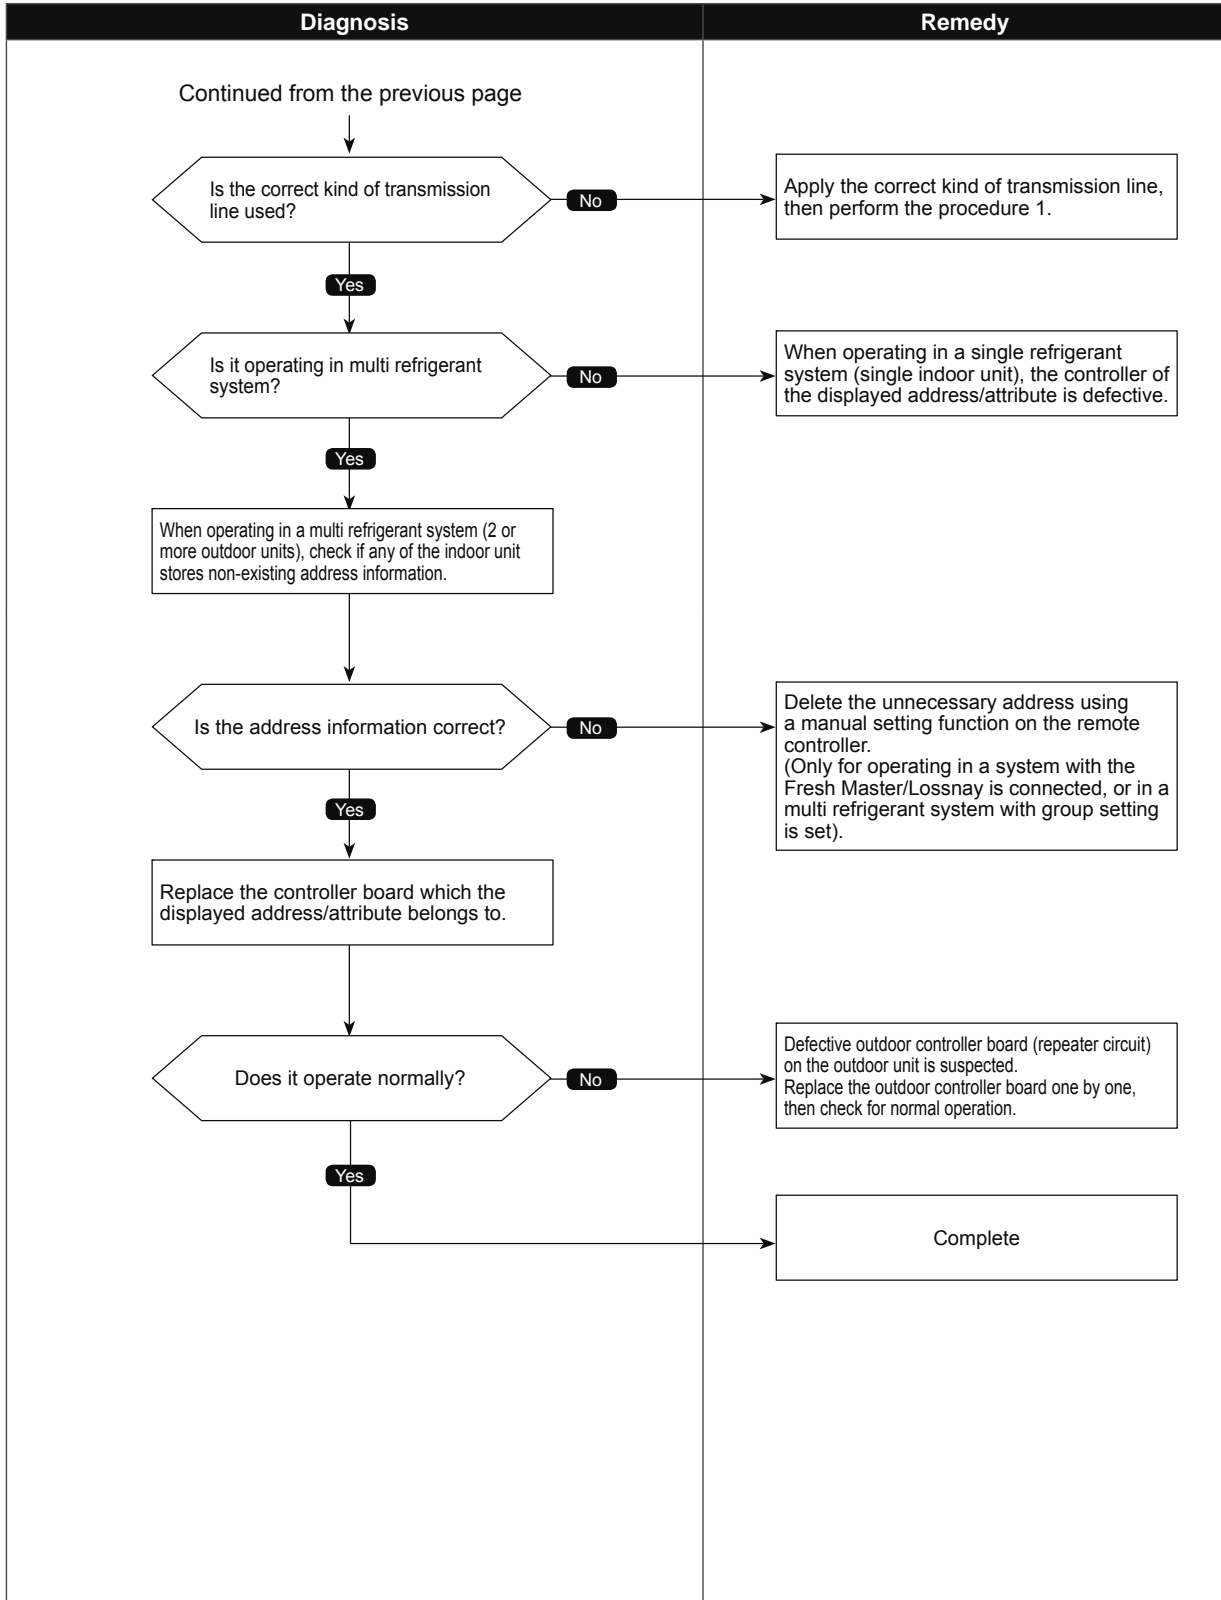 Diagnosis
Remedy
Continued from the previous page
Is the correct kind of transmission
line used?
No
Apply the correct kind of transmission line,
then perform the procedure 1.
Yes
Is it operating in multi refrigerant
system?
No
When operating in a single refrigerant
system (single indoor unit), the controller of
the displayed address/attribute is defective.
Yes
When operating in a multi refrigerant system (2 or
more outdoor units), check if any of the indoor unit
stores non-existing address information.
Is the address information correct?
No
Delete the unnecessary address using
a manual setting function on the remote
controller.
(Only for operating in a system with the
Fresh Master/Lossnay is connected, or in a
multi refrigerant system with group setting
is set).
Yes
Replace the controller board which the
displayed address/attribute belongs to.
Does it operate normally?
No
Defective outdoor controller board (repeater circuit)
on the outdoor unit is suspected.
Replace the outdoor controller board one by one,
then check for normal operation.
Yes
Complete